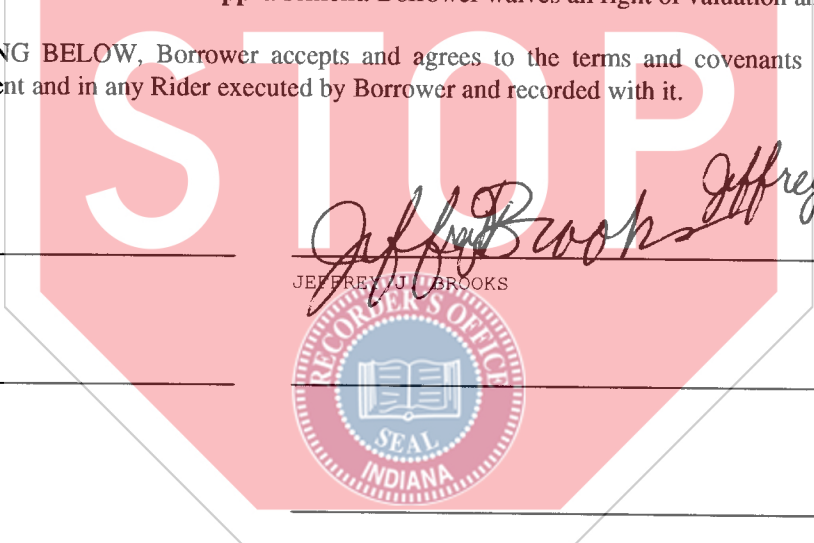 Borrower waives all right of valuation
NG BELOW, Borrower accepts and agrees to the terms and covenants
ent and in any Rider executed by Borrower and recorded with it.
STOP
Jeffrey J Brooks Jeffrey
JEFFREY J BROOKS
RECORDER'S OFFICE
SEAL
INDIANA